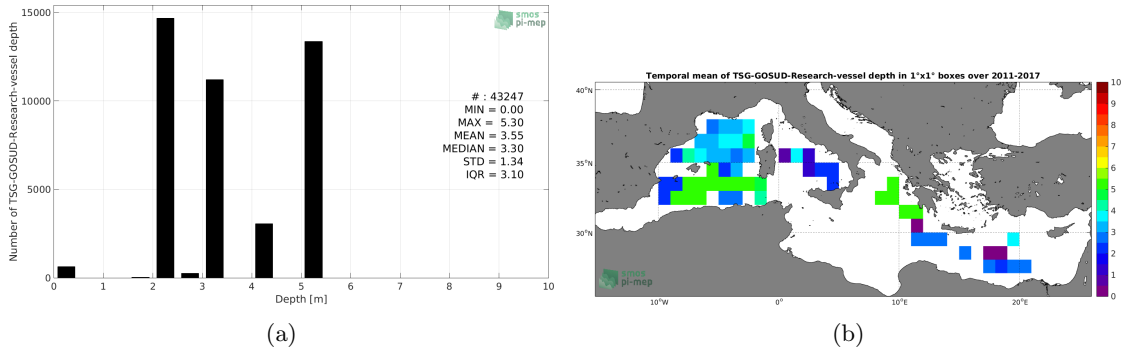 15000
10000
5000
0
Number of TSG-GOSUD-Research-vessel depth
0 1 2 3 4 5 6 7 8 9 10
Depth [m]
smos
pi-mep
# : 43247
MIN = 0.00
MAX = 5.30
MEAN = 3.55
MEDIAN = 3.30
STD = 1.34
IQR = 3.10
(a)
Temporal mean of TSG-GOSUD-Research-vessel depth in 1°x1° boxes over 2011-2017
40°N
35°N
30°N
10°W 0° 10°E 20°E
smos
pi-mep
10
9
8
7
6
5
4
3
2
1
0
(b)